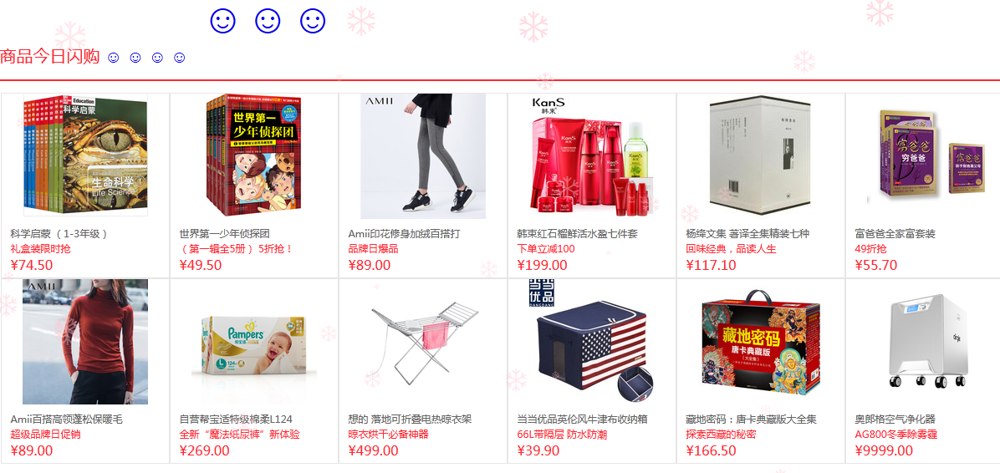 商品今日闪购
Education
科学启蒙
生命科学
Life Science
世界第一
少年侦探团
AMII
KanS
韩束
KanS
富爸爸
穷爸爸
富爸爸
科学启蒙 （1-3年级 ）
礼盒装限时抢
¥74.50
世界第一少年侦探团
（ 第一辑全5册 ） 5折抢！
¥49.50
Amii印花修身加绒百搭打
品牌日爆品
¥89.00
韩束红石榴鲜活水盈七件套
下单立减100
¥199.00
杨绛文集 著译全集精装七种
回味经典，品读人生
¥117.10
富爸爸全家富套装
49折抢
¥55.70
AMII
Pampers
帮宝适
L 124
当当
优品
DANGDANG
藏地密码
唐卡典藏版
（大全集）
airgle
Amii百搭高领蓬松保暖毛
超级品牌日促销
¥89.00
自营帮宝适特级棉柔L124
全新“魔法纸尿裤”新体验
¥269.00
想的 落地可折叠电热晾衣架
晾衣烘干必备神器
¥499.00
当当优品英伦风牛津布收纳箱
66L带隔层 防水防潮
¥39.90
藏地密码：唐卡典藏版大全集
探索西藏的秘密
¥166.50
奥郎格空气净化器
AG800冬季除雾霾
¥9999.00